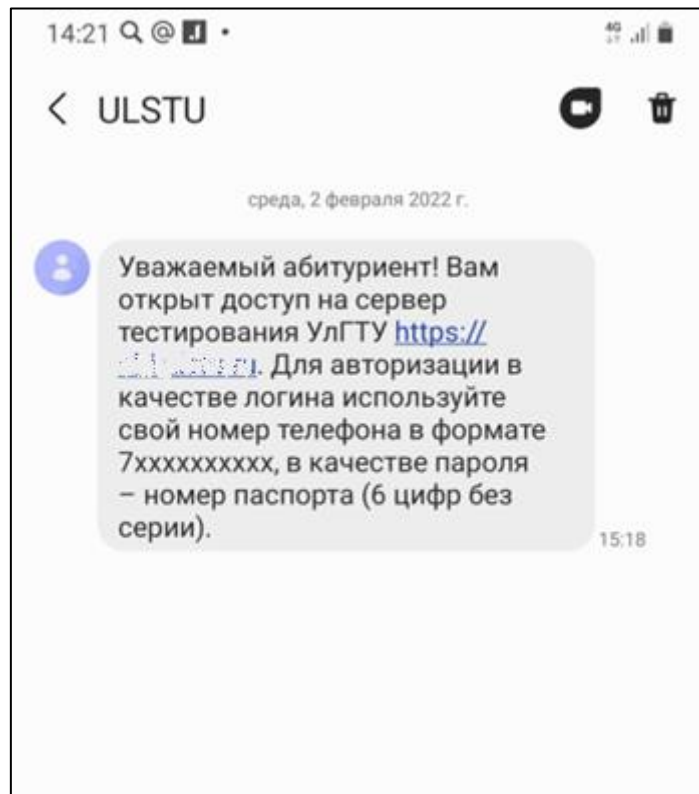 14:21
4G
ULSTU
среда, 2 февраля 2022 г.
Уважаемый абитуриент! Вам
открыт доступ на сервер
тестирования УлГТУ https://
. Для авторизации в
качестве логина используйте
свой номер телефона в формате
7xxxxxxxxxx, в качестве пароля
– номер паспорта (6 цифр без
серии).
15:18